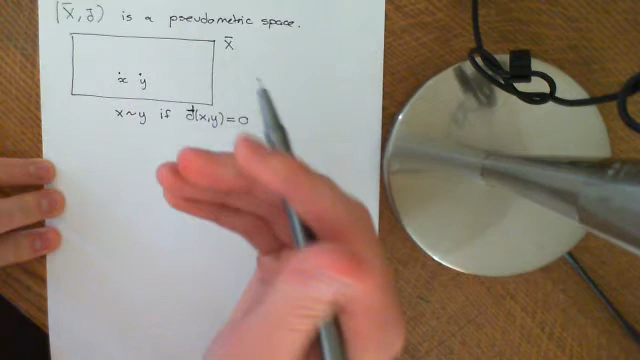 (X̄, d̄) is a pseudometric space.
X̄
x y
x~y if d̄(x,y)=0